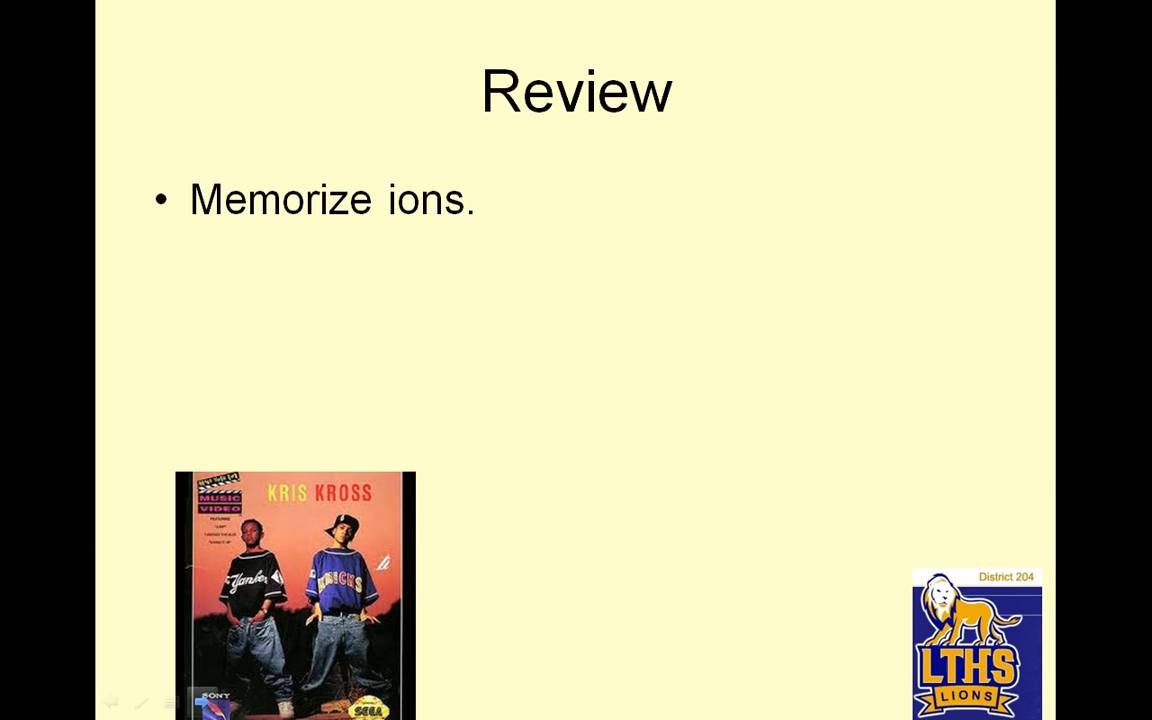 Review
• Memorize ions.
KRIS KROSS
MUSIC
VIDEO
Yankees
KNICKS
SONY
SEGA
District 204
LTHS
LIONS